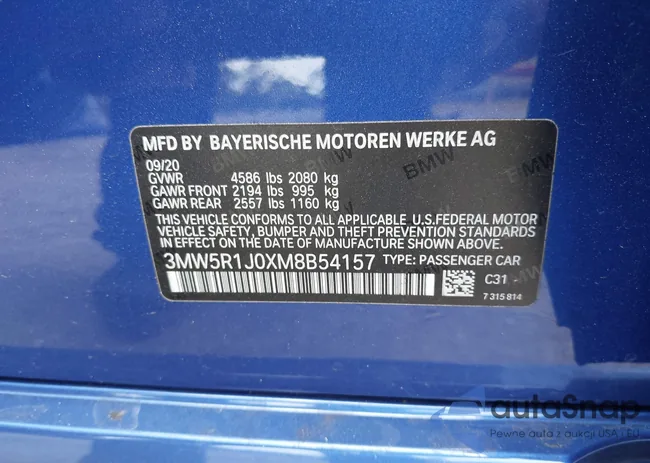 MFD BY BAYERISCHE MOTOREN WERKE AG
09/20
GVWR 4586 lbs 2080 kg
GAWR FRONT 2194 lbs 995 kg
GAWR REAR 2557 lbs 1160 kg
THIS VEHICLE CONFORMS TO ALL APPLICABLE U.S.FEDERAL MOTOR
VEHICLE SAFETY, BUMPER, AND THEFT PREVENTION STANDARDS
IN EFFECT ON THE DATE OF MANUFACTURE SHOWN ABOVE.
3MW5R1J0XM8B54157 TYPE: PASSENGER CAR
C31 -
7 315 814
autoSnap
Pewne auta z aukcji USA i EU